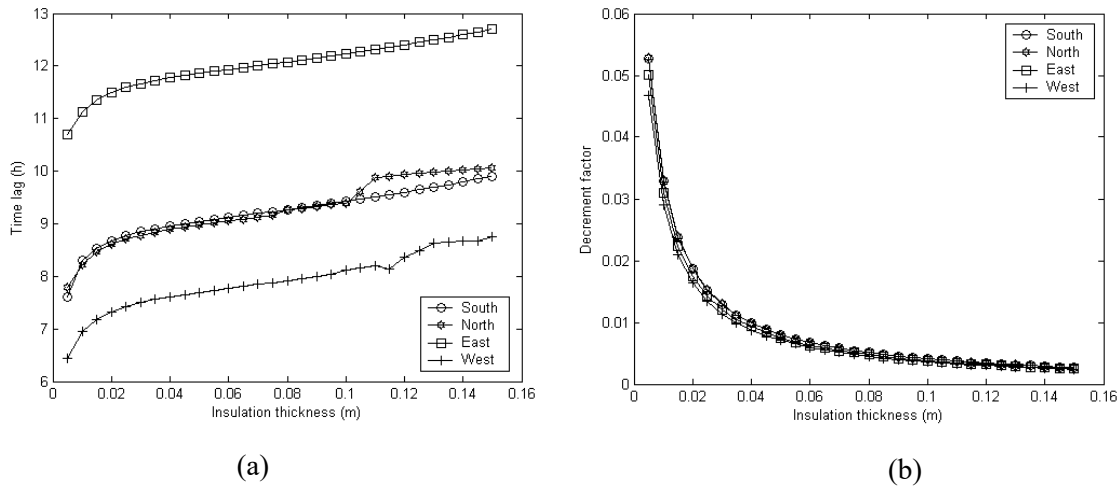 13
12
11
10
9
8
7
6
Time lag (h)
South
North
East
West
0
0.02
0.04
0.06
0.08
0.10
0.12
0.14
0.16
Insulation thickness (m)
(a)
0.06
0.05
0.04
0.03
0.02
0.01
0
Decrement factor
South
North
East
West
0
0.02
0.04
0.06
0.08
0.10
0.12
0.14
0.16
Insulation thickness (m)
(b)